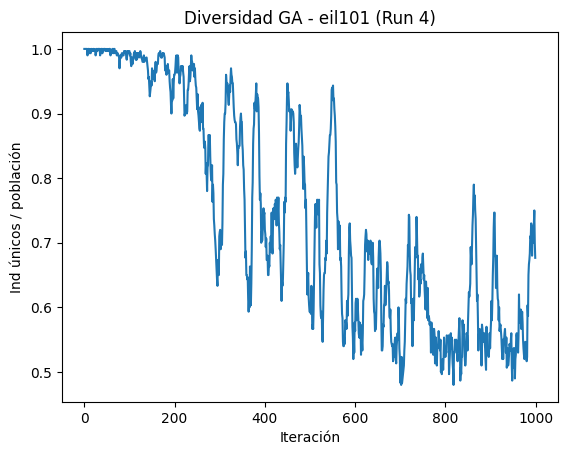 Diversidad GA - eil101 (Run 4)
Ind únicos / población
1.0
0.9
0.8
0.7
0.6
0.5
0 200 400 600 800 1000
Iteración